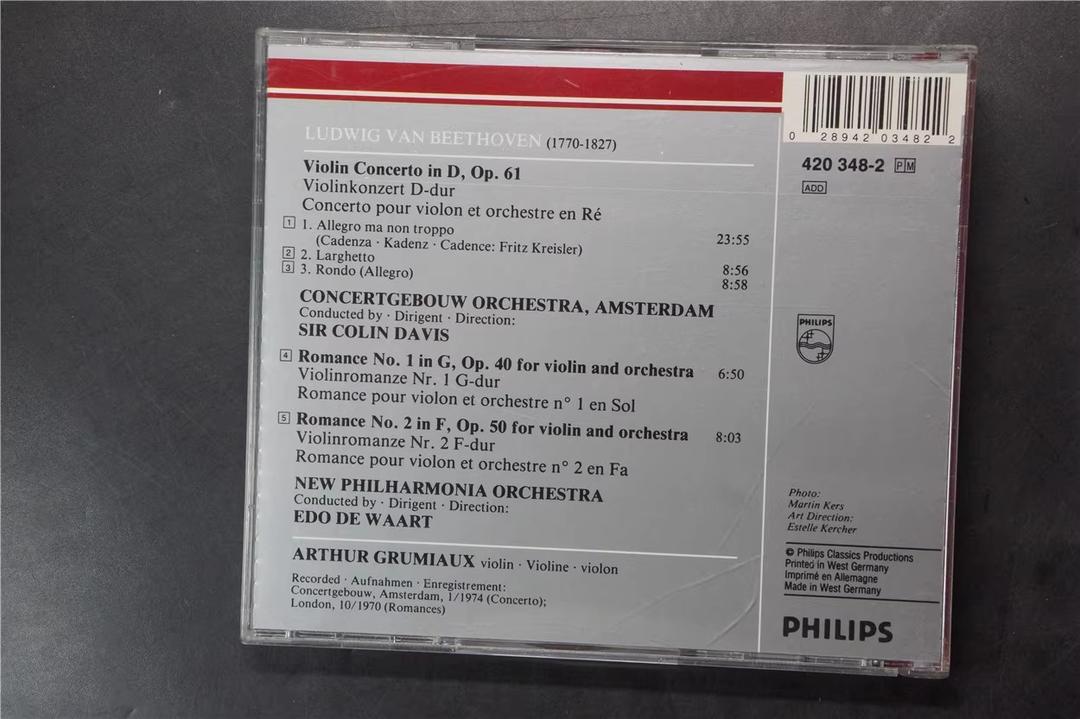 LUDWIG VAN BEETHOVEN (1770-1827)
Violin Concerto in D, Op. 61
Violinkonzert D-dur
Concerto pour violon et orchestre en Ré
1 1. Allegro ma non troppo
(Cadenza · Kadenz · Cadence: Fritz Kreisler) 23:55
2 2. Larghetto 8:56
3 3. Rondo (Allegro) 8:58
CONCERTGEBOUW ORCHESTRA, AMSTERDAM
Conducted by · Dirigent · Direction:
SIR COLIN DAVIS
4 Romance No. 1 in G, Op. 40 for violin and orchestra 6:50
Violinromanze Nr. 1 G-dur
Romance pour violon et orchestre n° 1 en Sol
5 Romance No. 2 in F, Op. 50 for violin and orchestra 8:03
Violinromanze Nr. 2 F-dur
Romance pour violon et orchestre n° 2 en Fa
NEW PHILHARMONIA ORCHESTRA
Conducted by · Dirigent · Direction:
EDO DE WAART
ARTHUR GRUMIAUX violin · Violine · violon
Recorded · Aufnahmen · Enregistrement:
Concertgebouw, Amsterdam, 1/1974 (Concerto);
London, 10/1970 (Romances)
0 28942 03482 2
420 348-2 PM
ADD
PHILIPS
Photo:
Martin Kers
Art Direction:
Estelle Kercher
© Philips Classics Productions
Printed in West Germany
Imprimé en Allemagne
Made in West Germany
PHILIPS